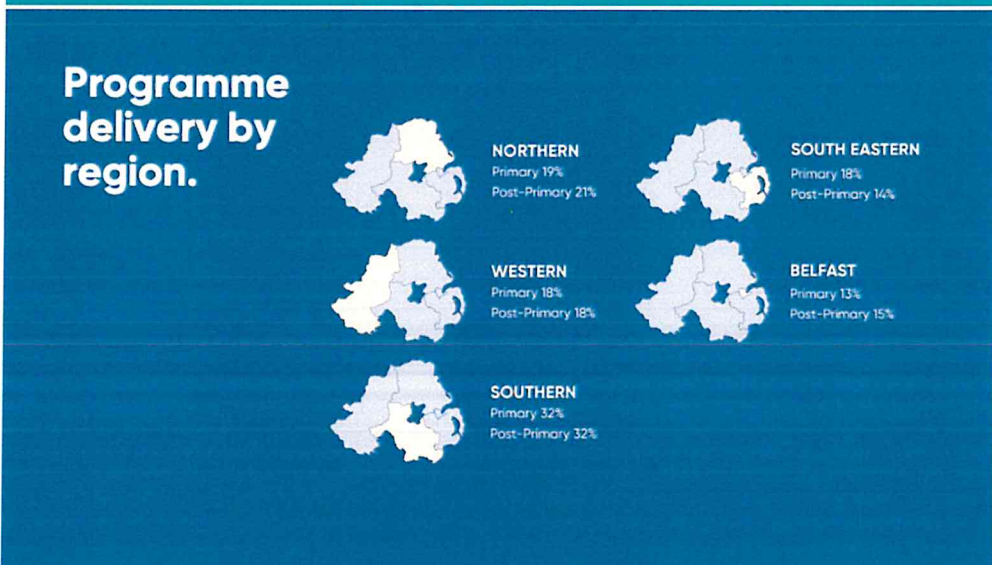 Programme
delivery by
region.
NORTHERN
Primary 19%
Post-Primary 21%
SOUTH EASTERN
Primary 18%
Post-Primary 14%
WESTERN
Primary 18%
Post-Primary 18%
BELFAST
Primary 13%
Post-Primary 15%
SOUTHERN
Primary 32%
Post-Primary 32%